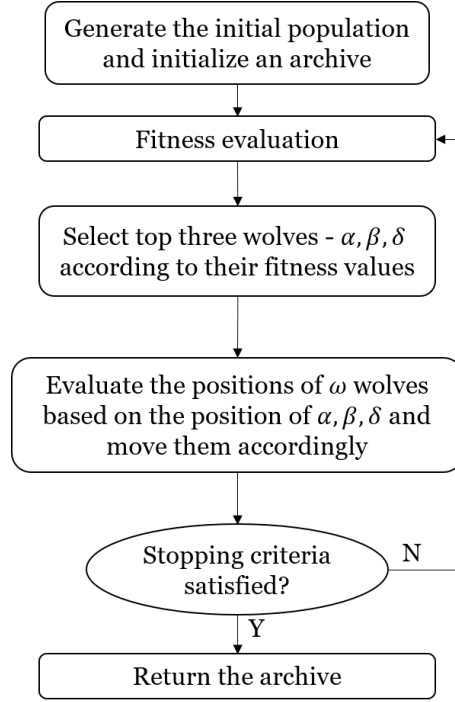 Generate the initial population
and initialize an archive
Fitness evaluation
Select top three wolves - α, β, δ
according to their fitness values
Evaluate the positions of ω wolves
based on the position of α, β, δ and
move them accordingly
Stopping criteria
satisfied?
N
Y
Return the archive